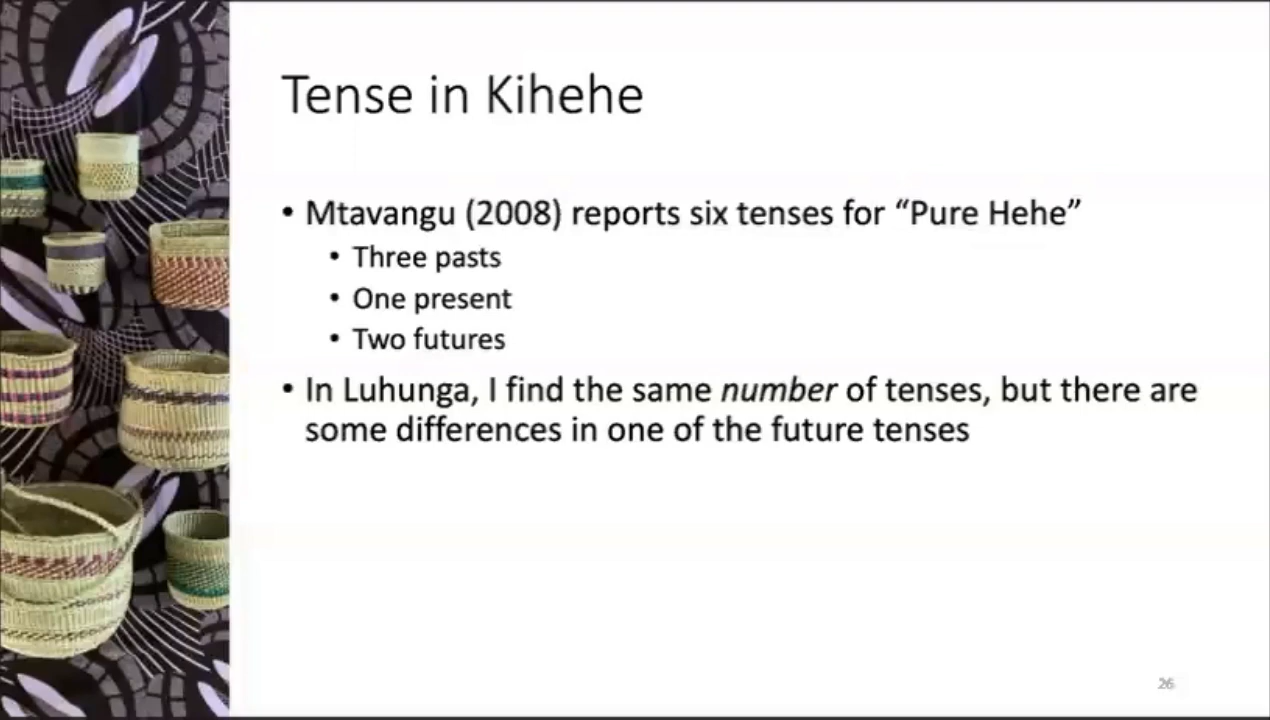 Tense in Kihehe
• Mtavangu (2008) reports six tenses for “Pure Hehe”
• Three pasts
• One present
• Two futures
• In Luhunga, I find the same number of tenses, but there are
some differences in one of the future tenses
26